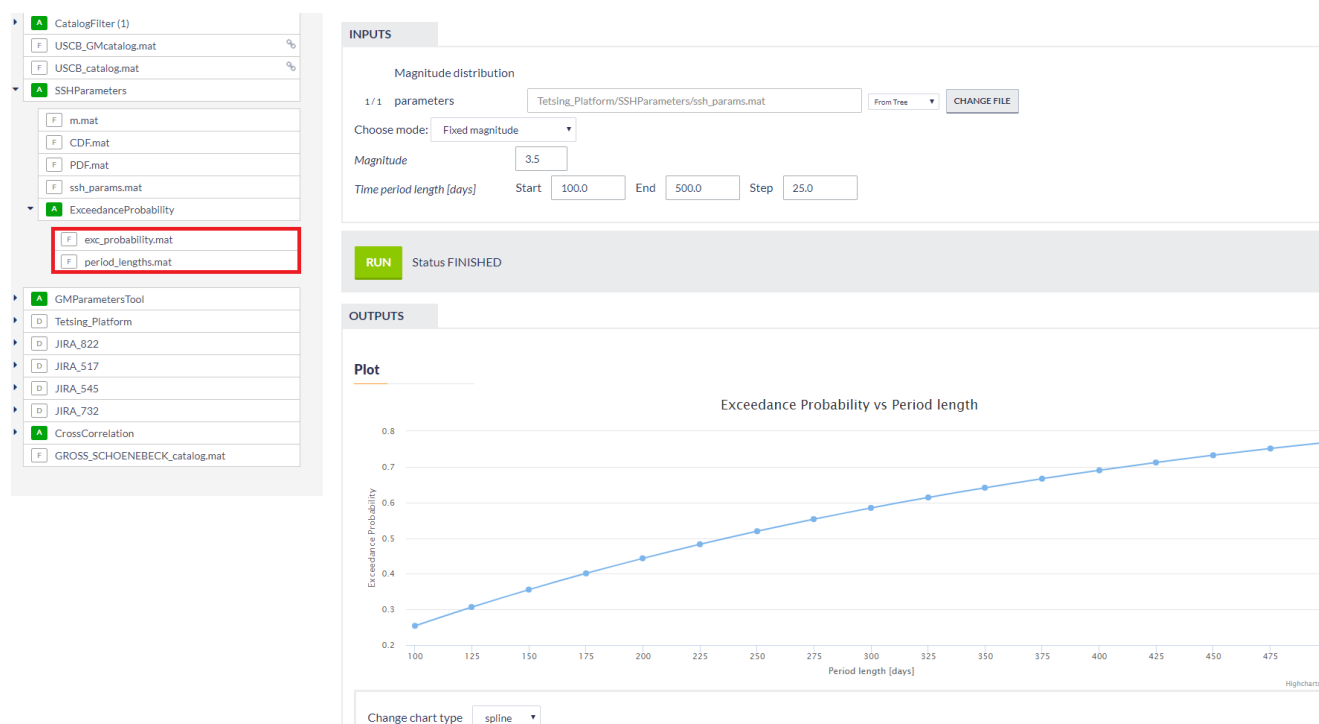 A CatalogFilter (1)
F USCB_GMcatalog.mat
F USCB_catalog.mat
A SSHParameters
F m.mat
F CDF.mat
F PDF.mat
F ssh_params.mat
A ExceedanceProbability
F exc_probability.mat
F period_lengths.mat
A GMParametersTool
D Tetsing_Platform
D JIRA_822
D JIRA_517
D JIRA_545
D JIRA_732
A CrossCorrelation
F GROSS_SCHOENEBECK_catalog.mat
INPUTS
Magnitude distribution
1/1 parameters Tetsing_Platform/SSHParameters/ssh_params.mat From Tree CHANGE FILE
Choose mode: Fixed magnitude
Magnitude 3.5
Time period length [days] Start 100.0 End 500.0 Step 25.0
RUN Status FINISHED
OUTPUTS
Plot
Exceedance Probability vs Period length
Exceedance Probability
0.8
0.7
0.6
0.5
0.4
0.3
0.2
100 125 150 175 200 225 250 275 300 325 350 375 400 425 450 475
Period length [days]
Highcharts
Change chart type spline